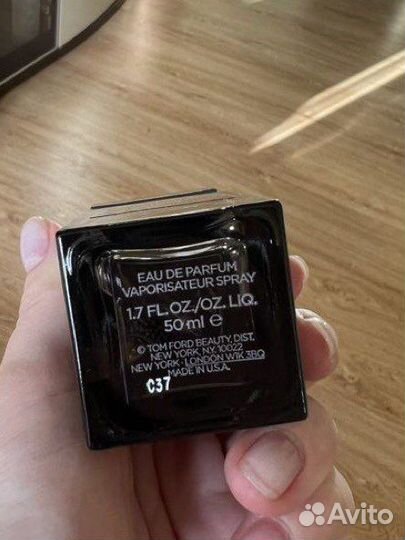 EAU DE PARFUM
VAPORISATEUR SPRAY
1.7 FL.OZ./OZ. LIQ.
50 ml ℮
© TOM FORD BEAUTY, DIST.
NEW YORK, NY, 10022
NEW YORK · LONDON W1K 3BQ
MADE IN U.S.A.
C37
Avito